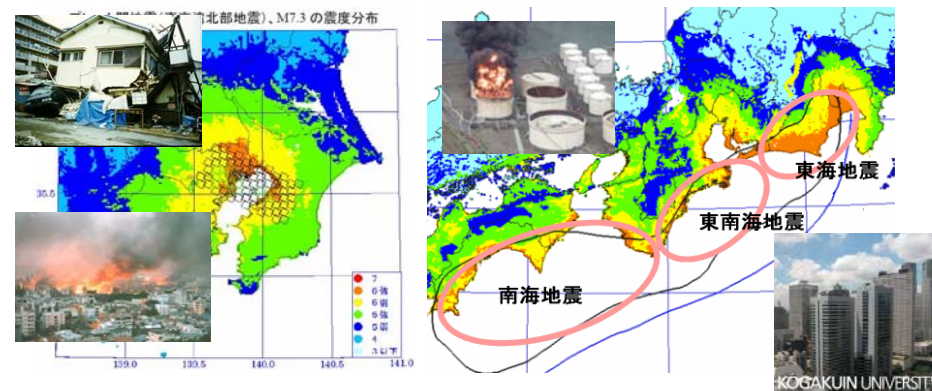 、M7.3 の震度分布
35.5
7
6 強
6 弱
5 強
5 弱
4
3 以下
139.0
139.5
140.0
140.5
141.0
東海地震
東南海地震
南海地震
KOGAKUIN UNIVERSITY